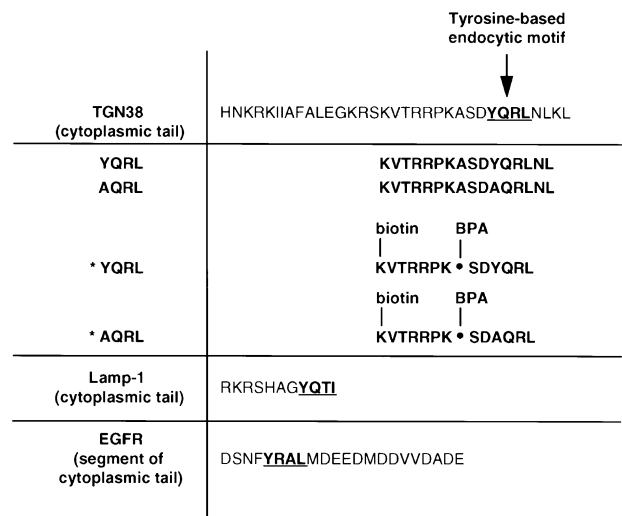 Tyrosine-based
endocytic motif
TGN38 HNKRKIIAFALEGKRSKVTRRPKASDYQRLNLKL
(cytoplasmic tail)
YQRL KVTRRPKASDYQRLNL
AQRL KVTRRPKASDAQRLNL
biotin BPA
* YQRL KVTRRPK • SDYQRL
biotin BPA
* AQRL KVTRRPK • SDAQRL
Lamp-1 RKRSHAGYQTI
(cytoplasmic tail)
EGFR
(segment of DSNFYRALMDEEDMDDVVDADE
cytoplasmic tail)